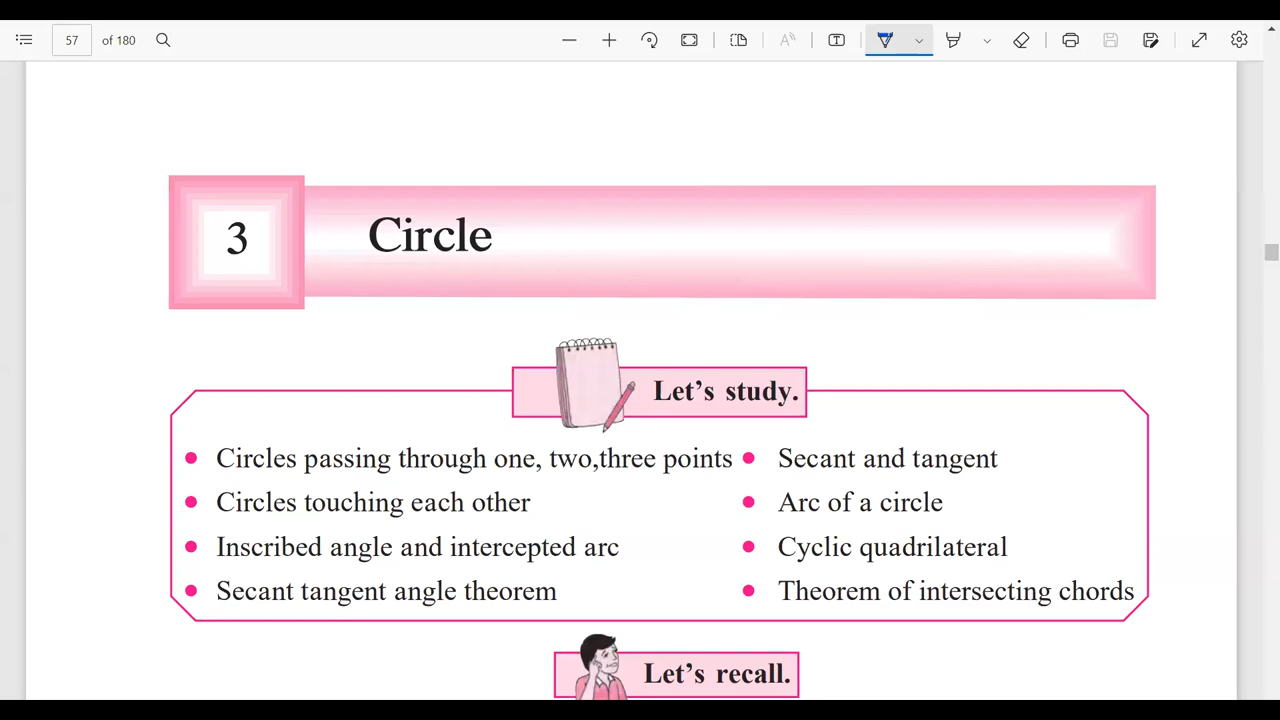 57 of 180
3 Circle
Let's study.
Circles passing through one, two,three points
Secant and tangent
Circles touching each other
Arc of a circle
Inscribed angle and intercepted arc
Cyclic quadrilateral
Secant tangent angle theorem
Theorem of intersecting chords
Let's recall.